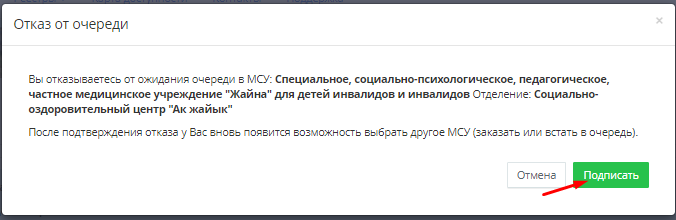 Отказ от очереди
×
Вы отказываетесь от ожидания очереди в МСУ: Специальное, социально-психологическое, педагогическое,
частное медицинское учреждение "Жайна" для детей инвалидов и инвалидов Отделение: Социально-
оздоровительный центр "Ак жайык"
После подтверждения отказа у Вас вновь появится возможность выбрать другое МСУ (заказать или встать в очередь).
Отмена Подписать